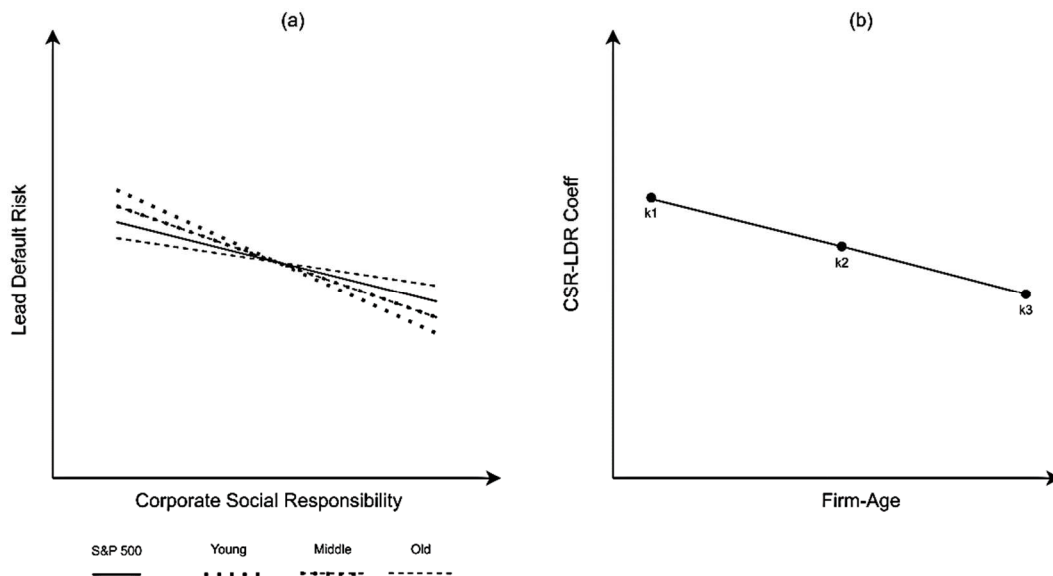 (a)
Lead Default Risk
Corporate Social Responsibility
S&P 500 Young Middle Old
(b)
CSR-LDR Coeff
k1
k2
k3
Firm-Age